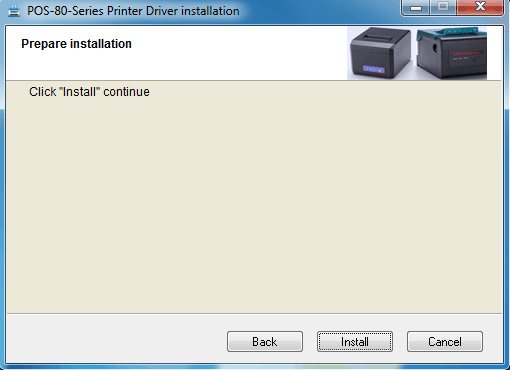 POS-80-Series Printer Driver installation
Prepare installation
Click "Install" continue
Back
Install
Cancel